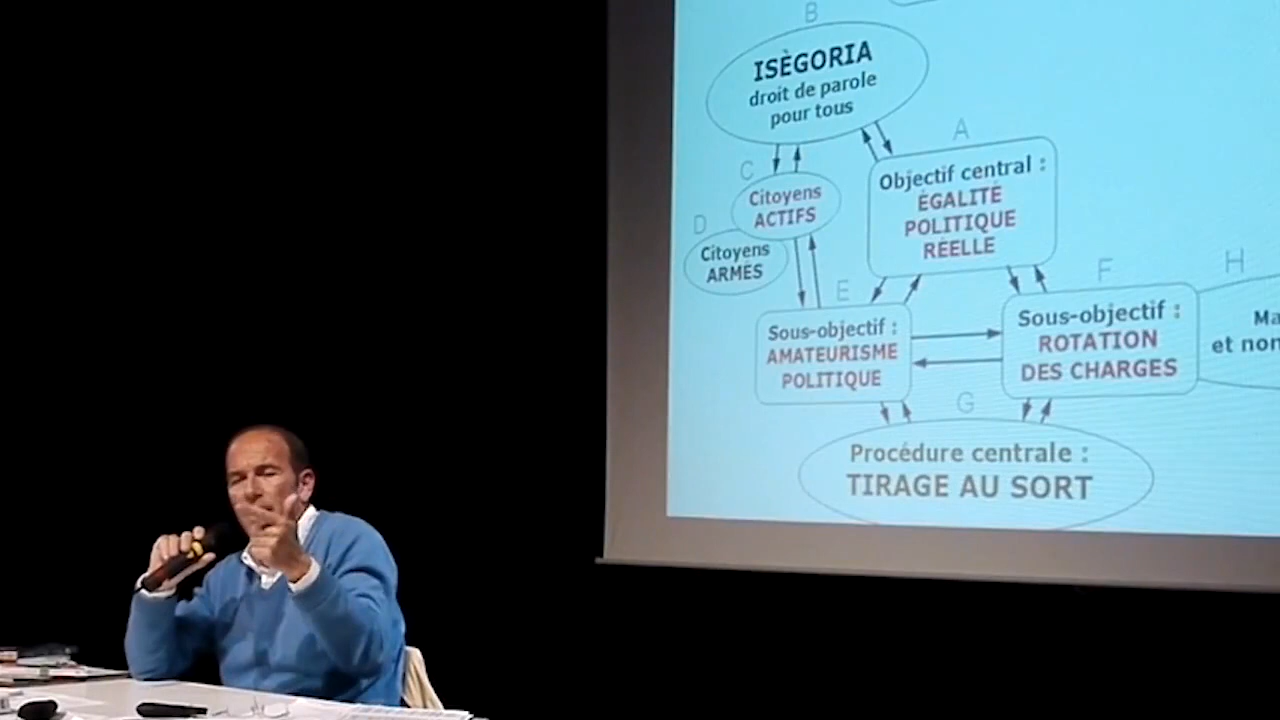 B
ISÈGORIA
droit de parole
pour tous
A
Objectif central :
ÉGALITÉ
POLITIQUE
RÉELLE
C
Citoyens
ACTIFS
D
Citoyens
ARMÉS
E
Sous-objectif :
AMATEURISME
POLITIQUE
F
Sous-objectif :
ROTATION
DES CHARGES
H
Ma
et non
G
Procédure centrale :
TIRAGE AU SORT